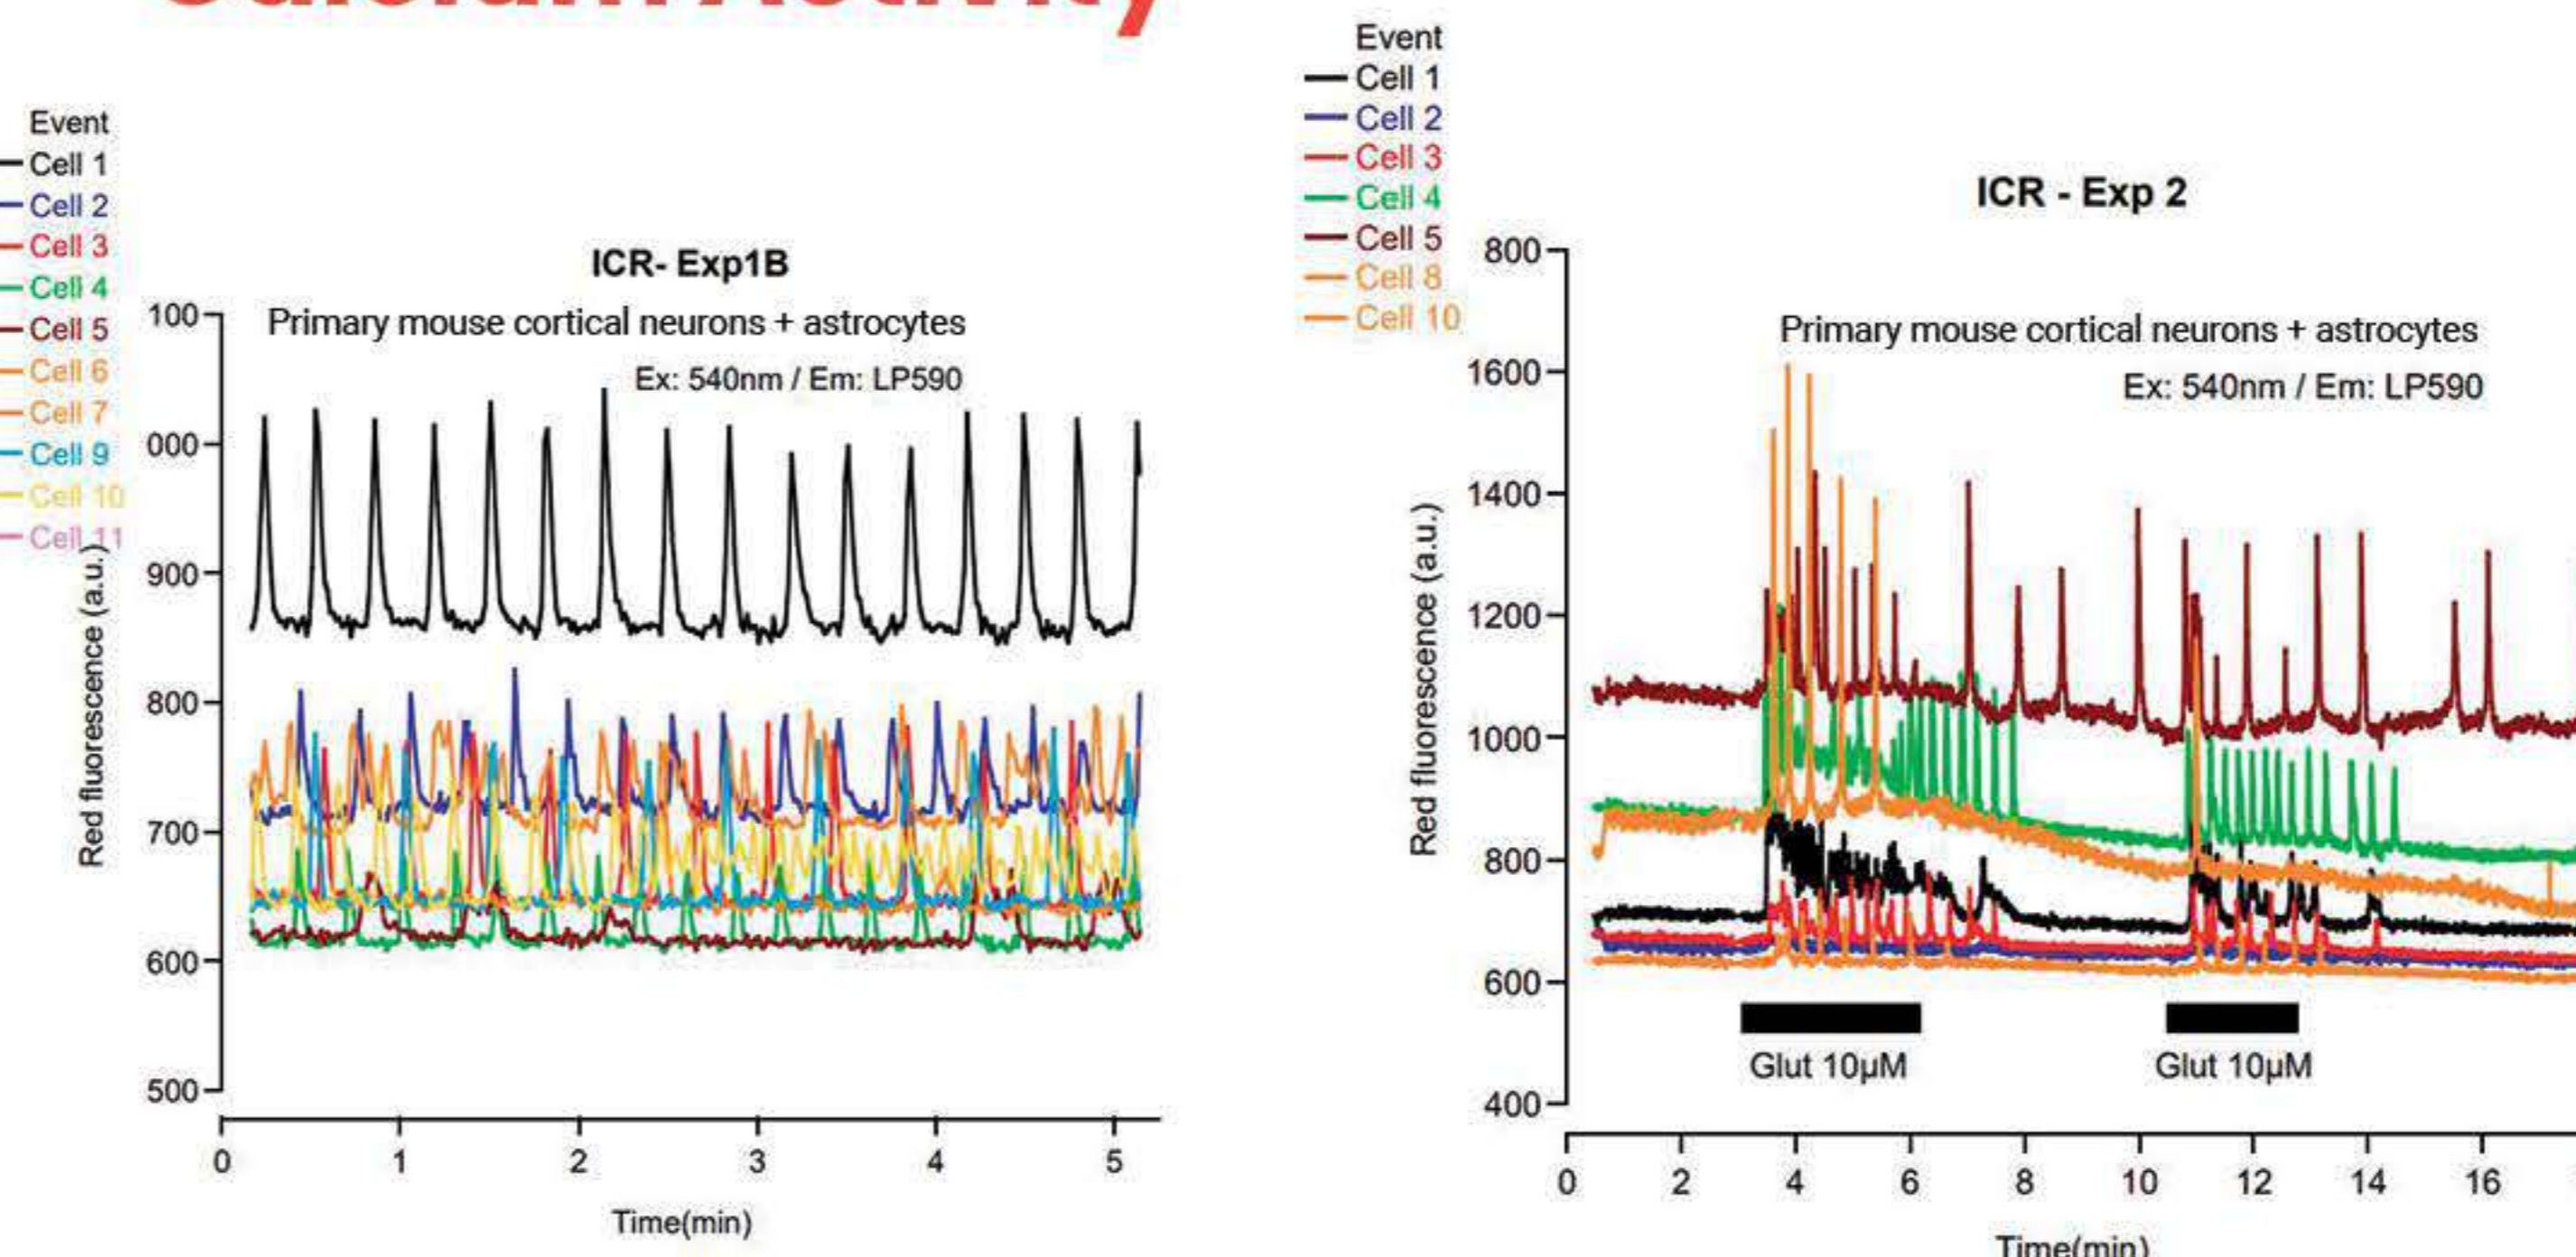 Calcium Activity
Event
Cell 1
Cell 2
Cell 3
Cell 4
Cell 5
Cell 6
Cell 7
Cell 9
Cell 10
Cell 11
ICR- Exp1B
Primary mouse cortical neurons + astrocytes
Ex: 540nm / Em: LP590
100
000
900
800
700
600
500
Red fluorescence (a.u.)
0 1 2 3 4 5
Time(min)
Event
Cell 1
Cell 2
Cell 3
Cell 4
Cell 5
Cell 8
Cell 10
ICR - Exp 2
Primary mouse cortical neurons + astrocytes
Ex: 540nm / Em: LP590
800
1600
1400
1200
1000
800
600
400
Red fluorescence (a.u.)
Glut 10µM Glut 10µM
0 2 4 6 8 10 12 14 16
Time(min)